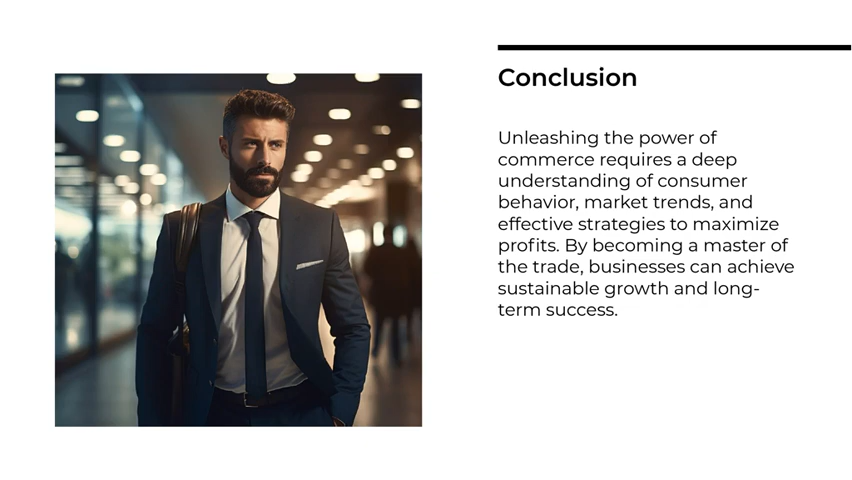 Conclusion
Unleashing the power of
commerce requires a deep
understanding of consumer
behavior, market trends, and
effective strategies to maximize
profits. By becoming a master of
the trade, businesses can achieve
sustainable growth and long-
term success.